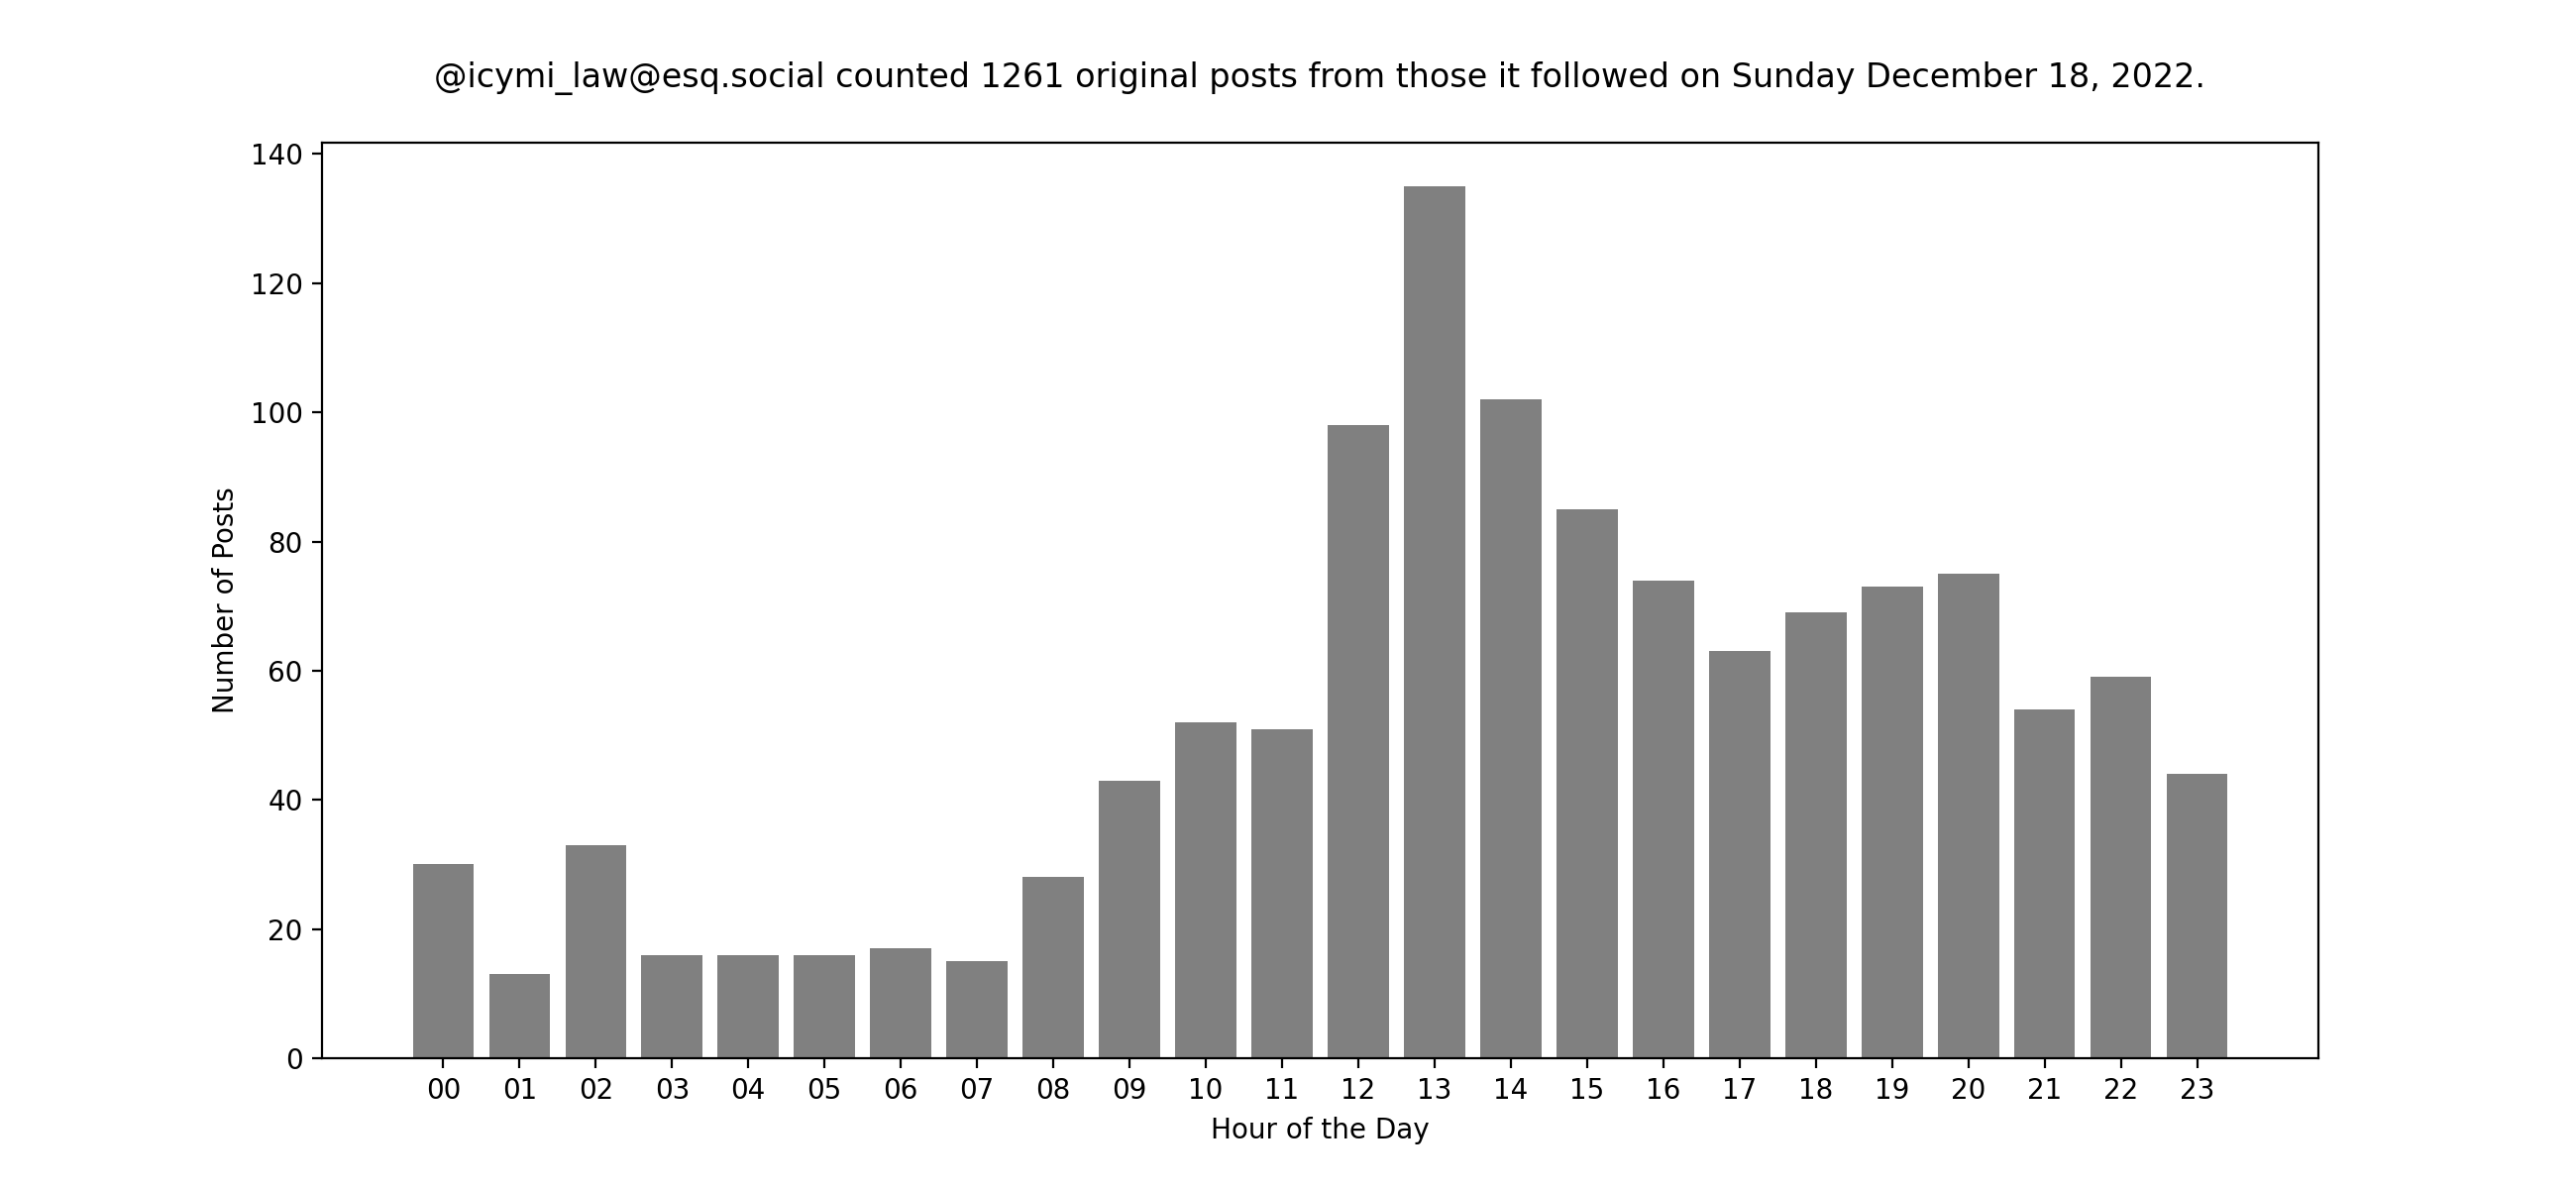 @icymi_law@esq.social counted 1261 original posts from those it followed on Sunday December 18, 2022.
140
120
100
80
60
40
20
0
Number of Posts
00 01 02 03 04 05 06 07 08 09 10 11 12 13 14 15 16 17 18 19 20 21 22 23
Hour of the Day